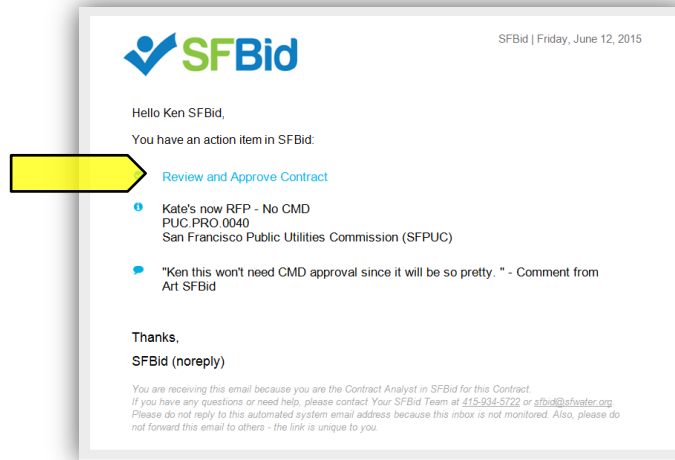 SFBid
SFBid | Friday, June 12, 2015
Hello Ken SFBid,
You have an action item in SFBid:
Review and Approve Contract
Kate's now RFP - No CMD
PUC.PRO.0040
San Francisco Public Utilities Commission (SFPUC)
"Ken this won't need CMD approval since it will be so pretty. " - Comment from
Art SFBid
Thanks,
SFBid (noreply)
You are receiving this email because you are the Contract Analyst in SFBid for this Contract.
If you have any questions or need help, please contact Your SFBid Team at 415-934-5722 or sfbid@sfwater.org.
Please do not reply to this automated system email address because this inbox is not monitored. Also, please do
not forward this email to others - the link is unique to you.